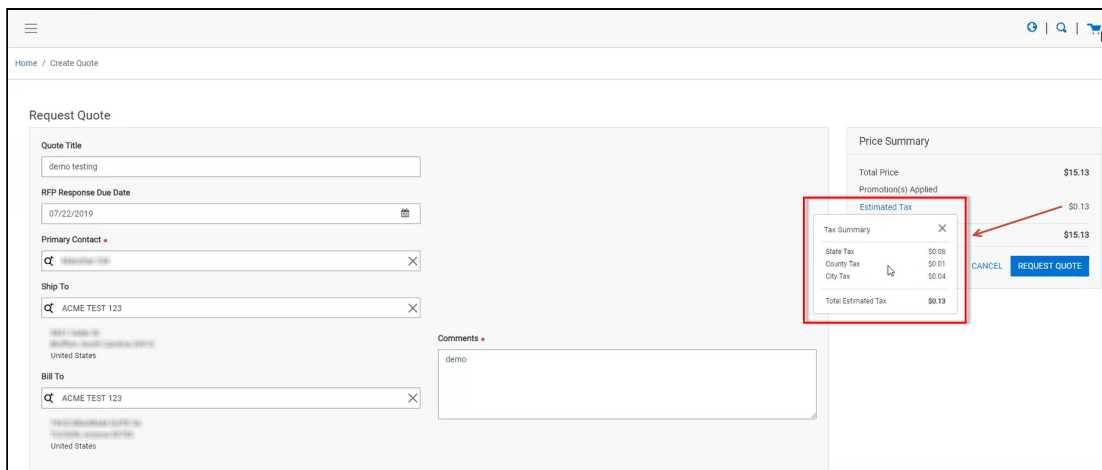 Home / Create Quote
Request Quote
Quote Title
demo testing
RFP Response Due Date
07/22/2019
Primary Contact *
Ship To
ACME TEST 123
United States
Bill To
ACME TEST 123
United States
Comments *
demo
Price Summary
Total Price $15.13
Promotion(s) Applied
Estimated Tax $0.13
$15.13
CANCEL REQUEST QUOTE
Tax Summary
State Tax $0.08
County Tax $0.01
City Tax $0.04
Total Estimated Tax $0.13